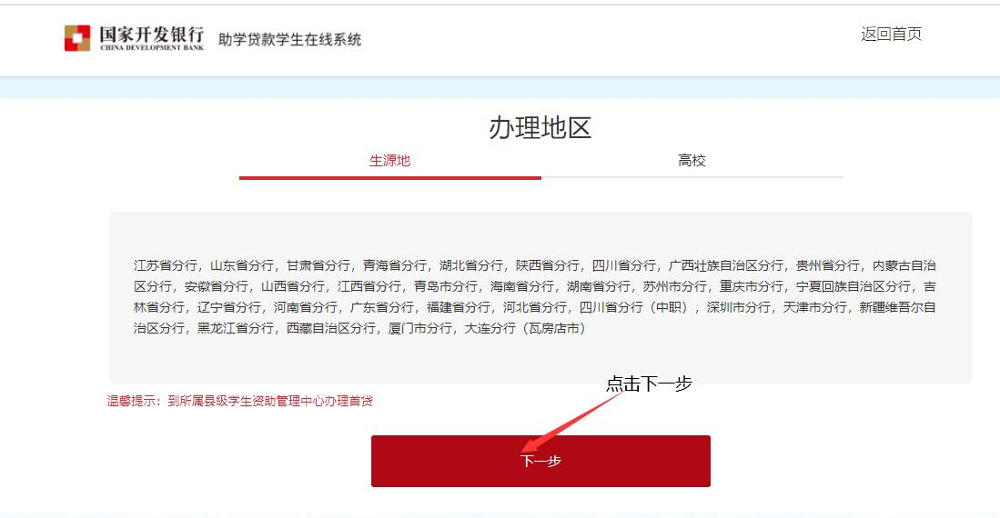 国家开发银行 助学贷款学生在线系统 返回首页
CHINA DEVELOPMENT BANK
办理地区
生源地 高校
江苏省分行，山东省分行，甘肃省分行，青海省分行，湖北省分行，陕西省分行，四川省分行，广西壮族自治区分行，贵州省分行，内蒙古自治
区分行，安徽省分行，山西省分行，江西省分行，青岛市分行，海南省分行，湖南省分行，苏州市分行，重庆市分行，宁夏回族自治区分行，吉
林省分行，辽宁省分行，河南省分行，广东省分行，福建省分行，河北省分行，四川省分行（中职），深圳市分行，天津市分行，新疆维吾尔自
治区分行，黑龙江省分行，西藏自治区分行，厦门市分行，大连分行（瓦房店市）
点击下一步
温馨提示：到所属县级学生资助管理中心办理首贷
下一步